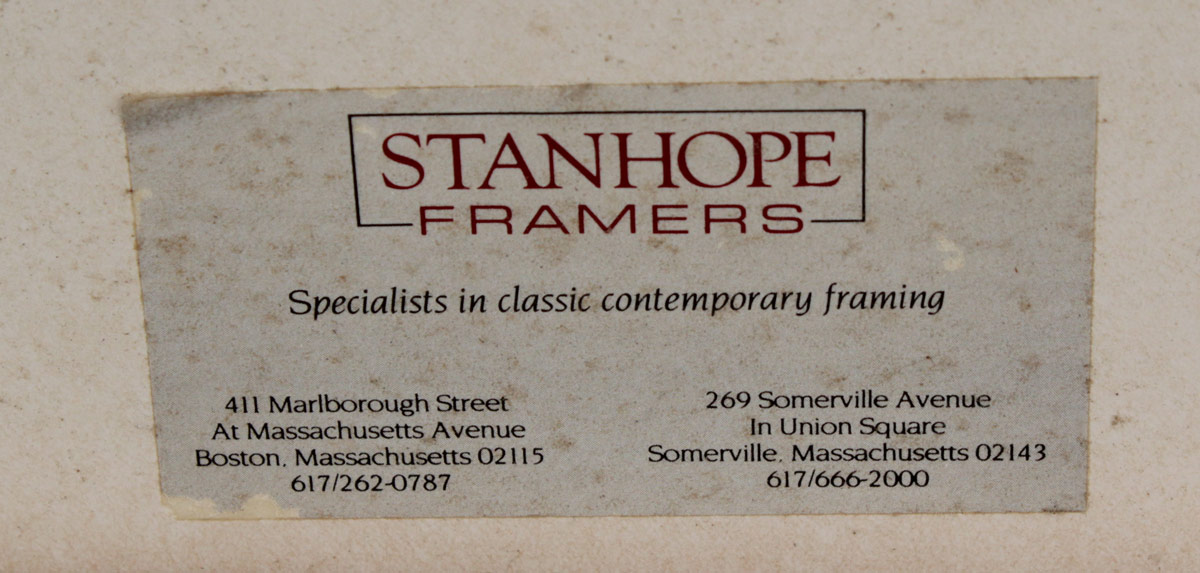 STANHOPE
FRAMERS
Specialists in classic contemporary framing
411 Marlborough Street
At Massachusetts Avenue
Boston, Massachusetts 02115
617/262-0787
269 Somerville Avenue
In Union Square
Somerville, Massachusetts 02143
617/666-2000